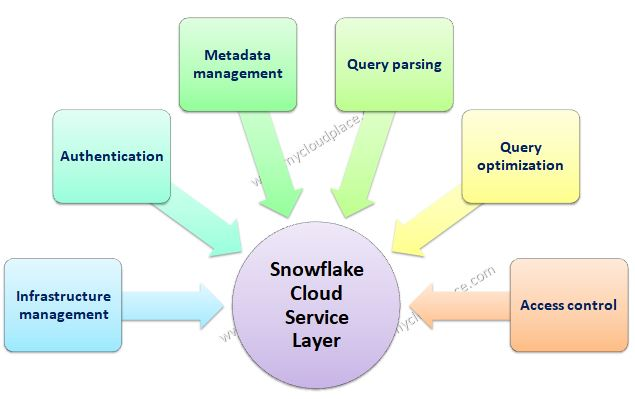 Metadata
management
Query parsing
Authentication
Query
optimization
Infrastructure
management
Snowflake
Cloud
Service
Layer
Access control